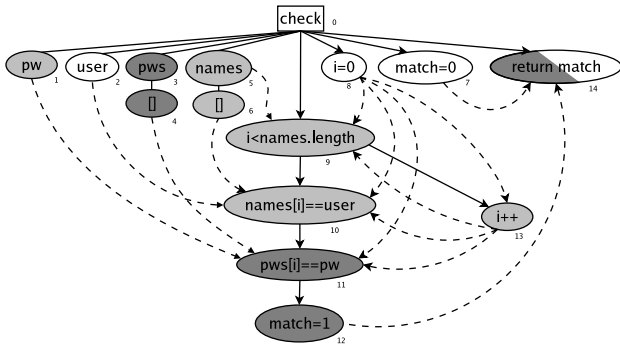 check 0
pw 1
user 2
pws 3
names 5
i=0 8
match=0 7
return match 14
[] 4
[] 6
i<names.length 9
names[i]==user 10
i++ 13
pws[i]==pw 11
match=1 12